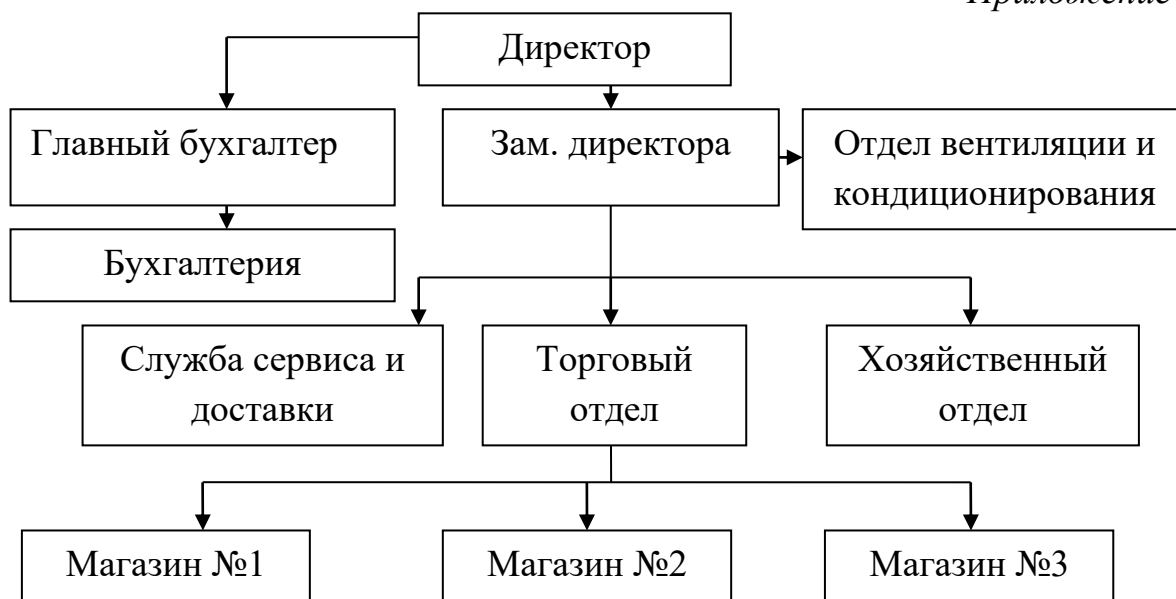 Приложение
Директор
Главный бухгалтер
Зам. директора
Отдел вентиляции и
кондиционирования
Бухгалтерия
Служба сервиса и
доставки
Торговый
отдел
Хозяйственный
отдел
Магазин №1
Магазин №2
Магазин №3